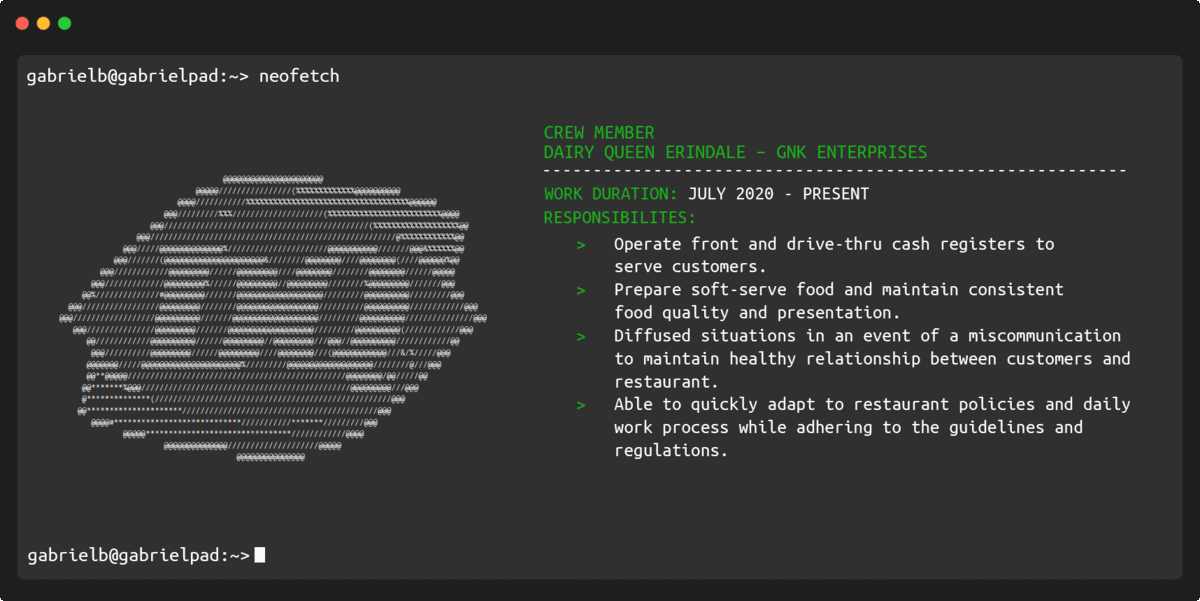 gabrielb@gabrielpad:~> neofetch
CREW MEMBER
DAIRY QUEEN ERINDALE – GNK ENTERPRISES
------------------------------------------------------------
WORK DURATION: JULY 2020 - PRESENT
RESPONSIBILITES:
> Operate front and drive-thru cash registers to
serve customers.
> Prepare soft-serve food and maintain consistent
food quality and presentation.
> Diffused situations in an event of a miscommunication
to maintain healthy relationship between customers and
restaurant.
> Able to quickly adapt to restaurant policies and daily
work process while adhering to the guidelines and
regulations.
gabrielb@gabrielpad:~>